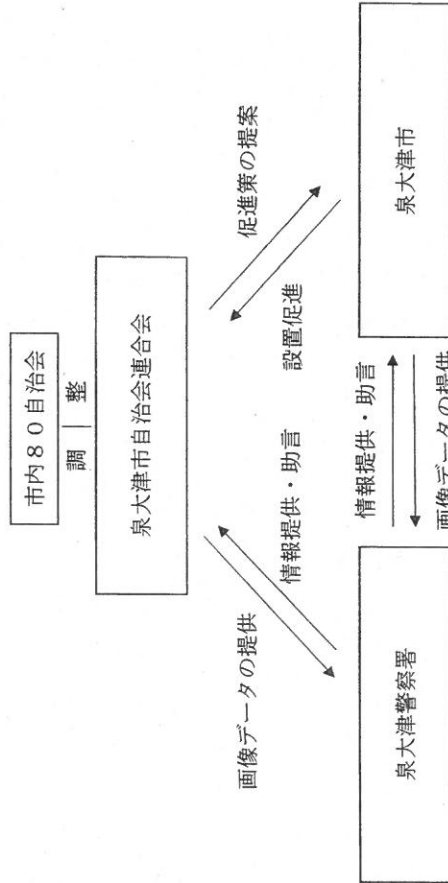 市内８０自治会
調整
泉大津市自治会連合会
画像データの提供
情報提供・助言
設置促進
促進策の提案
泉大津警察署
情報提供・助言
画像データの提供
泉大津市